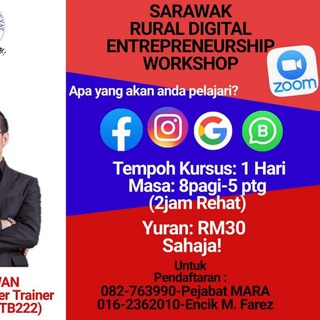 SARAWAK
RURAL DIGITAL
ENTREPRENEURSHIP
WORKSHOP
zoom
Apa yang akan anda pelajari?
Tempoh Kursus: 1 Hari
Masa: 8pagi-5 ptg
(2jam Rehat)
Yuran: RM30
Sahaja!
Untuk
Pendaftaran :
082-763990-Pejabat MARA
016-2362010-Encik M. Farez
WAN
er Trainer
TB222)